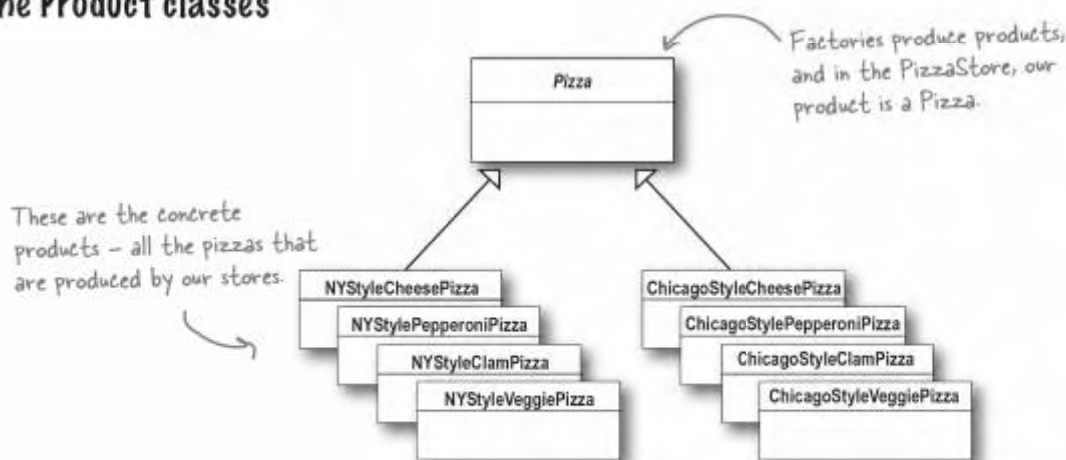 he Product classes
Factories produce products,
and in the PizzaStore, our
product is a Pizza.
Pizza
These are the concrete
products – all the pizzas that
are produced by our stores.
NYStyleCheesePizza
NYStylePepperoniPizza
NYStyleClamPizza
NYStyleVeggiePizza
ChicagoStyleCheesePizza
ChicagoStylePepperoniPizza
ChicagoStyleClamPizza
ChicagoStyleVeggiePizza